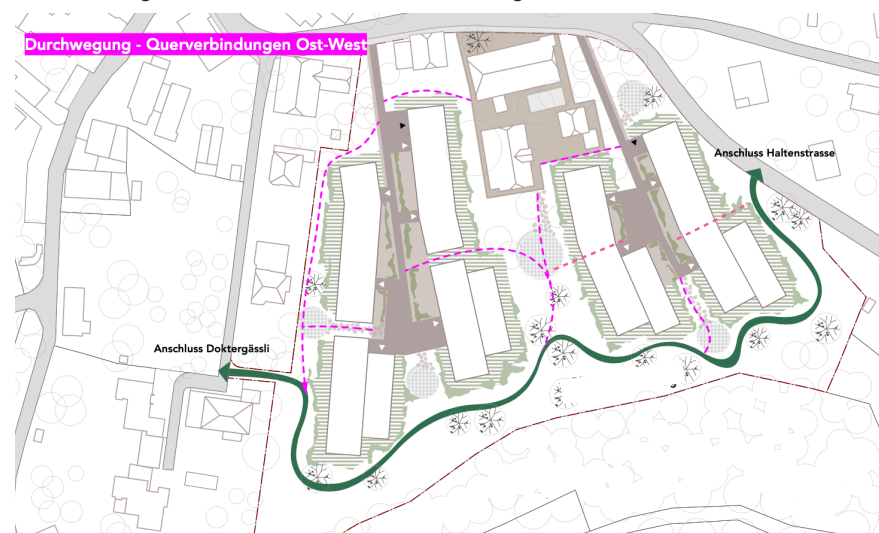 Durchwegung - Querverbindungen Ost-West
Anschluss Haltenstrasse
Anschluss Doktergässli